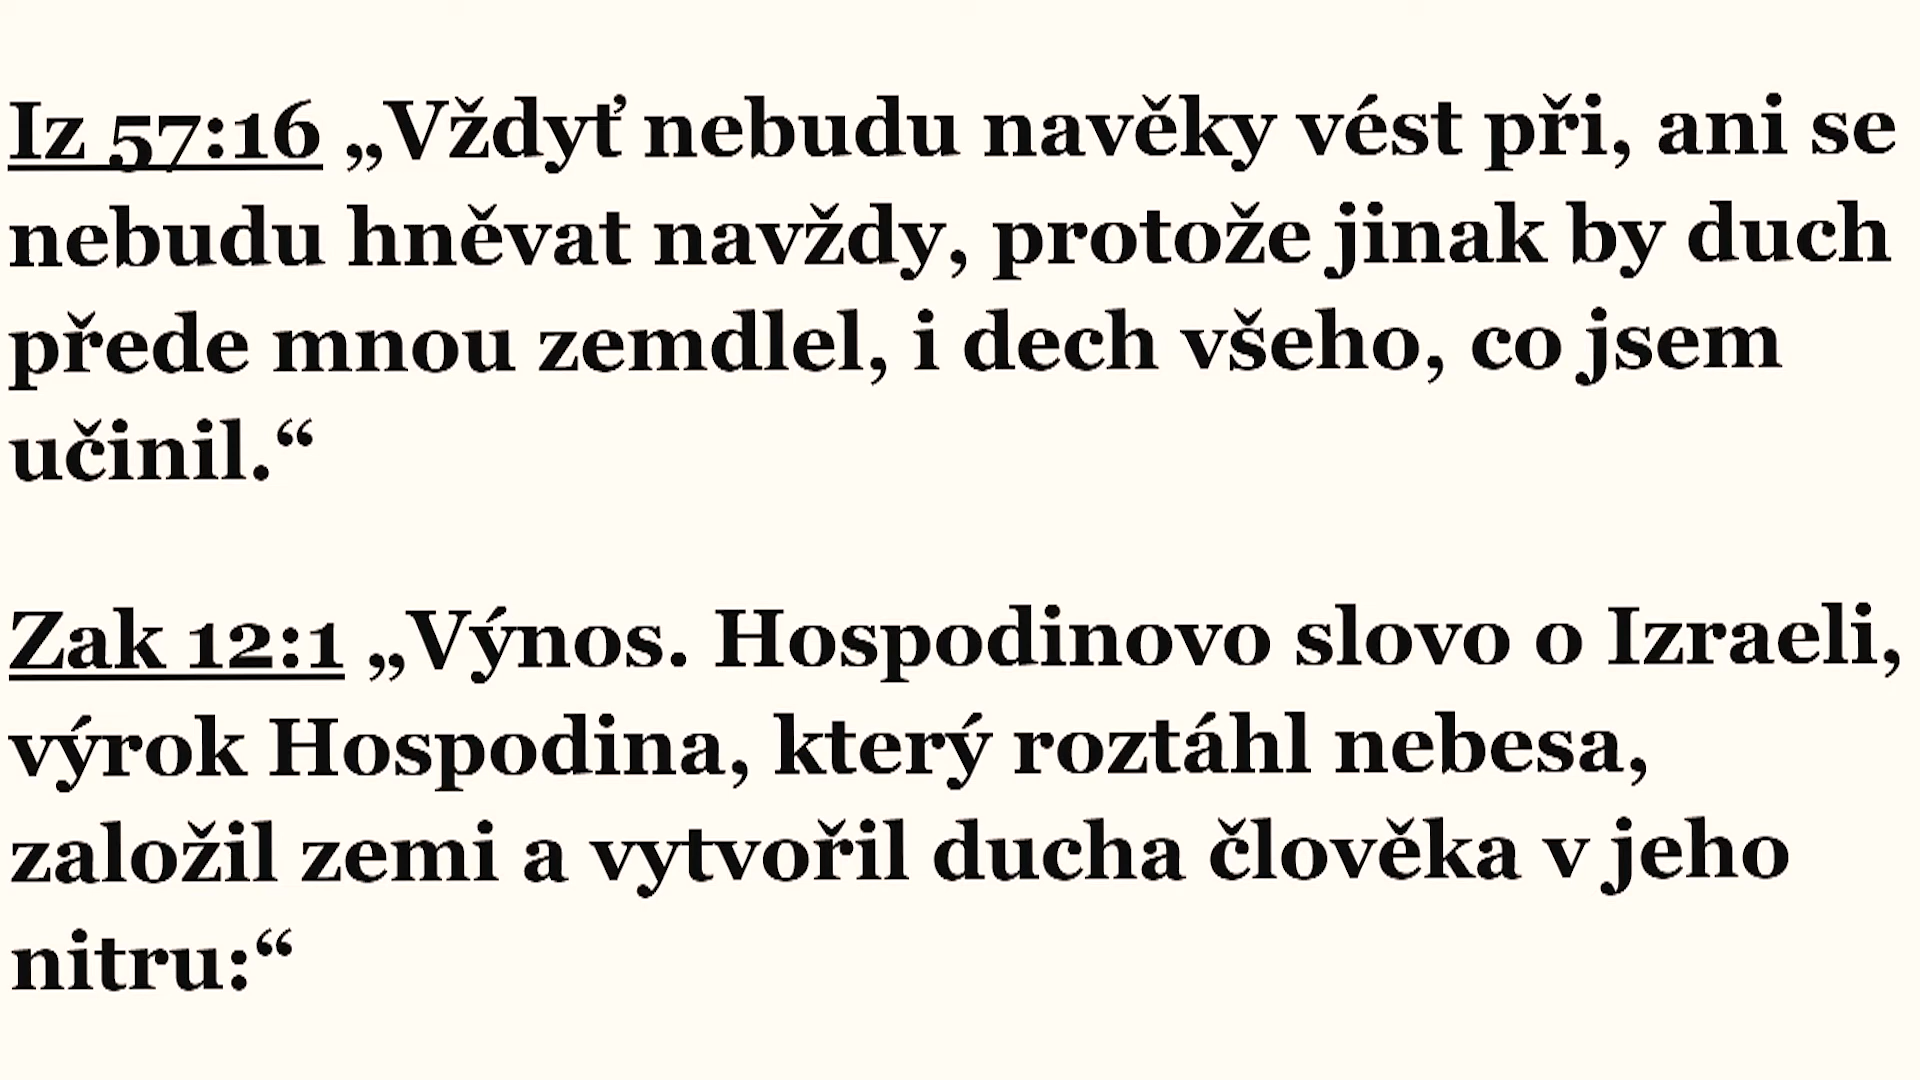 Iz 57:16 „Vždyť nebudu navěky vést při, ani se
nebudu hněvat navždy, protože jinak by duch
přede mnou zemdlel, i dech všeho, co jsem
učinil.“
Zak 12:1 „Výnos. Hospodinovo slovo o Izraeli,
výrok Hospodina, který roztáhl nebesa,
založil zemi a vytvořil ducha člověka v jeho
nitru:“